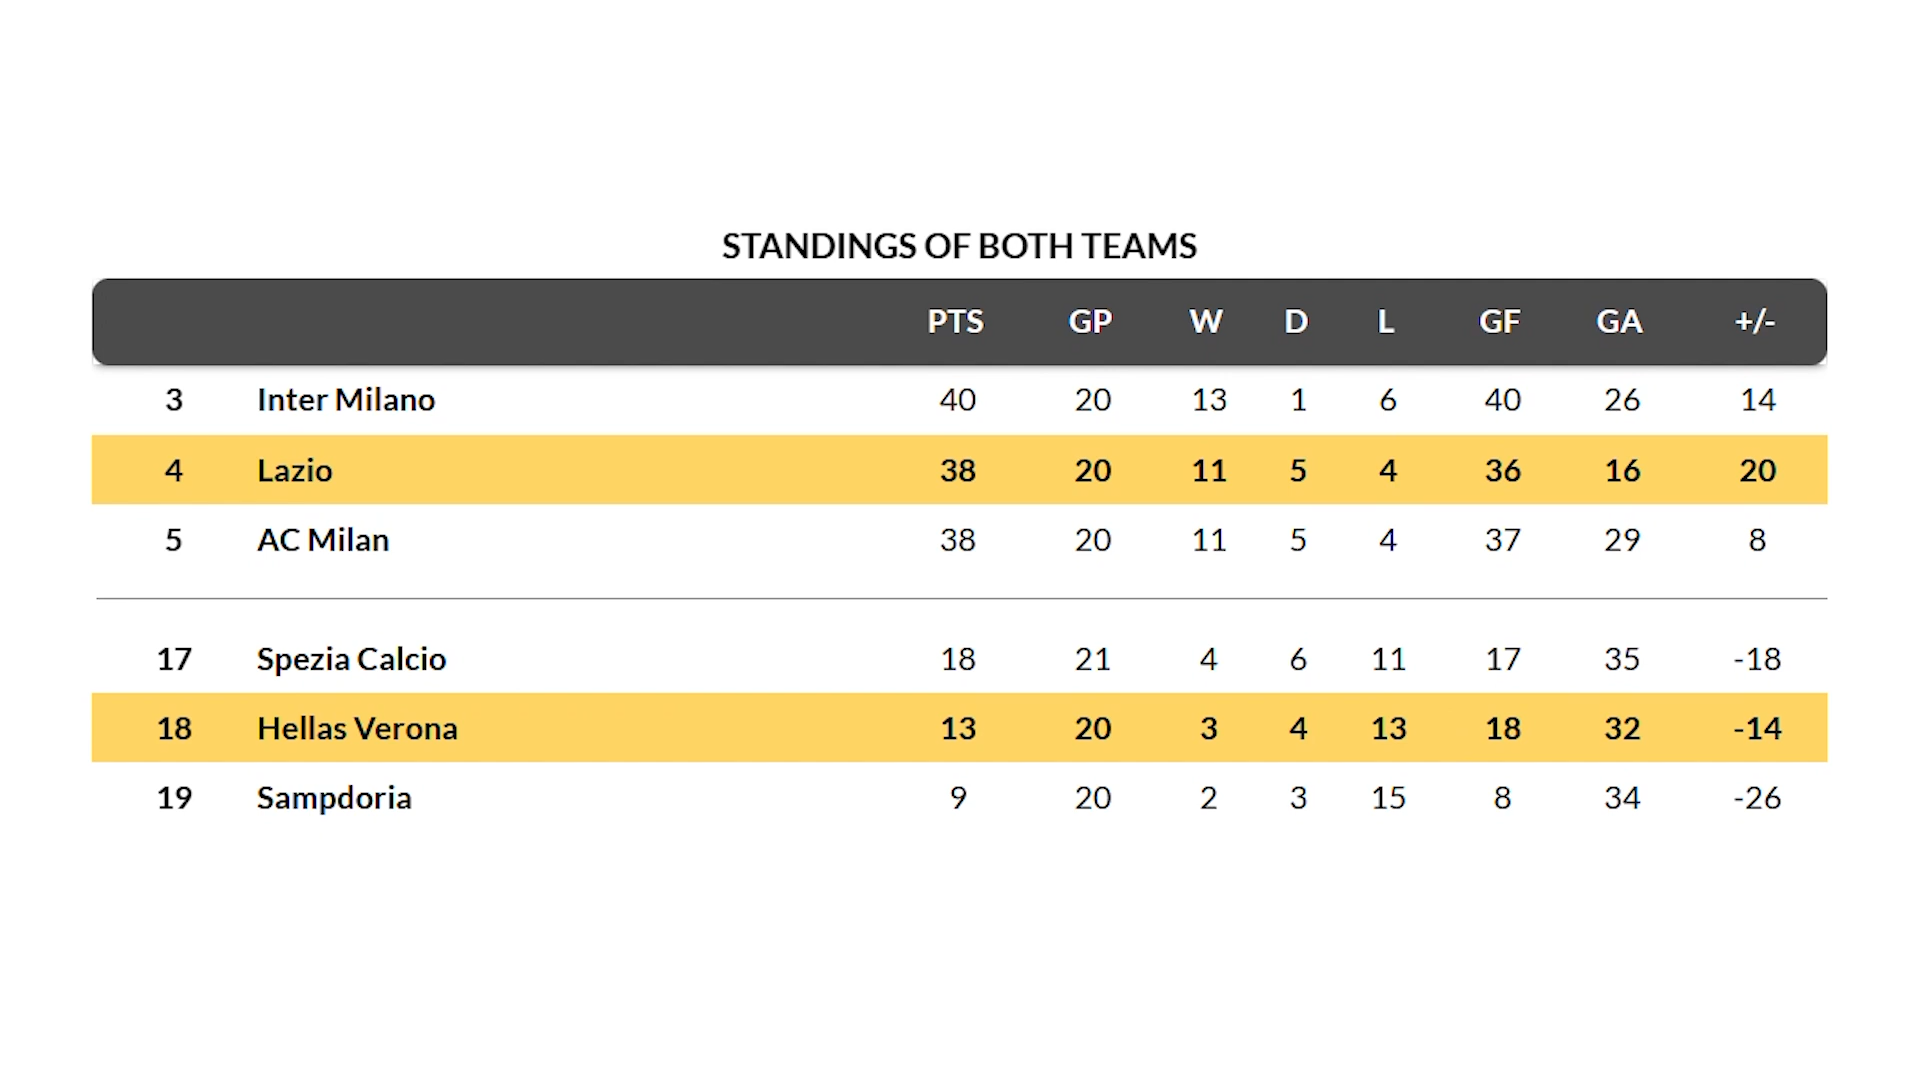 STANDINGS OF BOTH TEAMS
PTS GP W D L GF GA +/-
3 Inter Milano 40 20 13 1 6 40 26 14
4 Lazio 38 20 11 5 4 36 16 20
5 AC Milan 38 20 11 5 4 37 29 8
17 Spezia Calcio 18 21 4 6 11 17 35 -18
18 Hellas Verona 13 20 3 4 13 18 32 -14
19 Sampdoria 9 20 2 3 15 8 34 -26